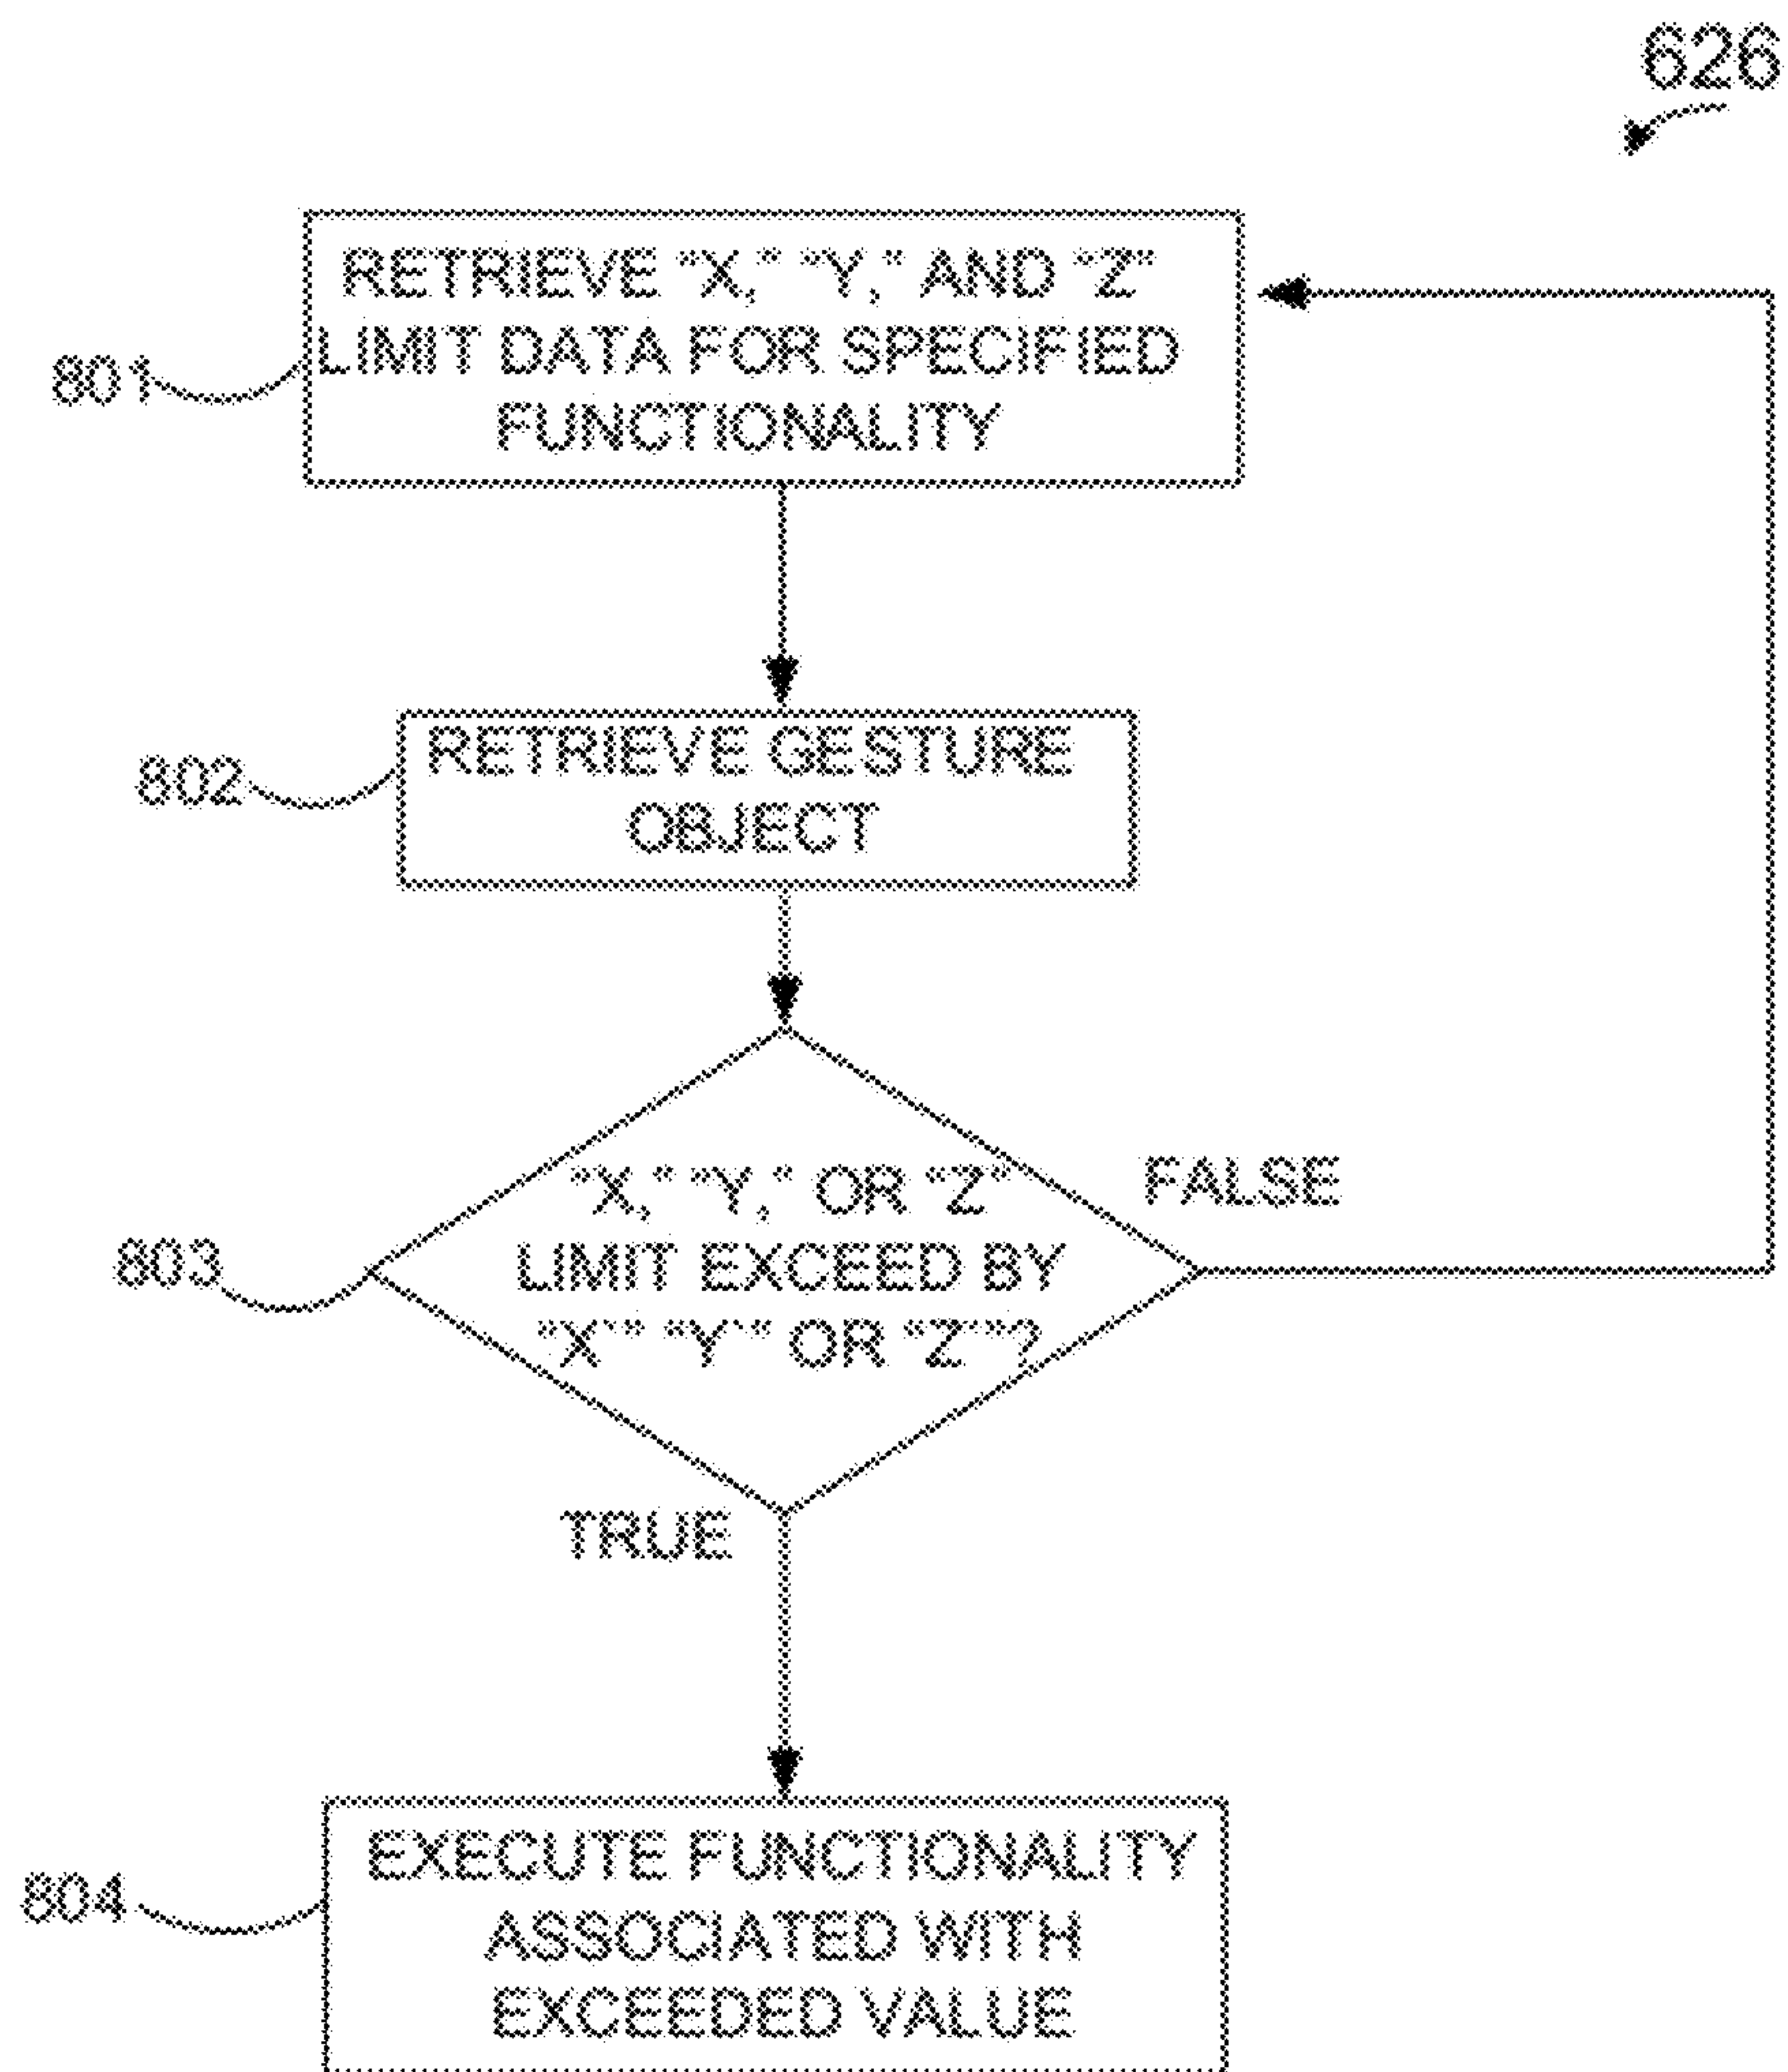 626
RETRIEVE "X," "Y," AND "Z"
801
LIMIT DATA FOR SPECIFIED
FUNCTIONALITY
802
RETRIEVE GESTURE
OBJECT
"X," "Y," OR "Z"
FALSE
803
LIMIT EXCEED BY
"X'" "Y'" OR "Z'"?
TRUE
804
EXECUTE FUNCTIONALITY
ASSOCIATED WITH
EXCEEDED VALUE